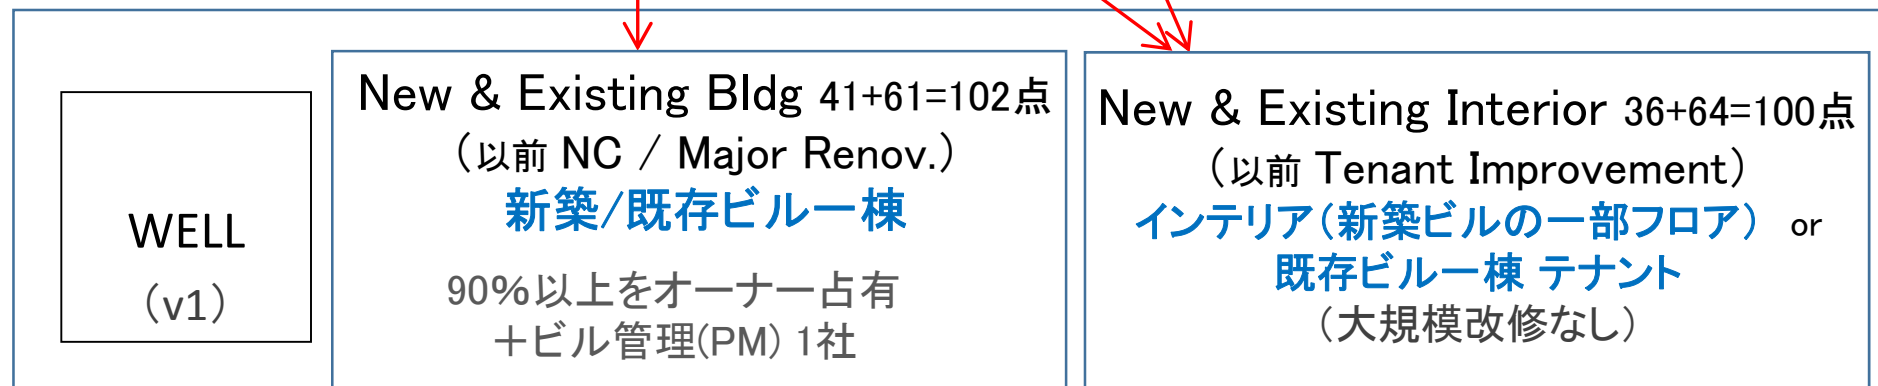 WELL
(v1)
New & Existing Bldg 41+61=102点
（以前 NC / Major Renov.）
新築/既存ビル一棟
90%以上をオーナー占有
＋ビル管理(PM) 1社
New & Existing Interior 36+64=100点
（以前 Tenant Improvement）
インテリア（新築ビルの一部フロア） or
既存ビル一棟 テナント
（大規模改修なし）